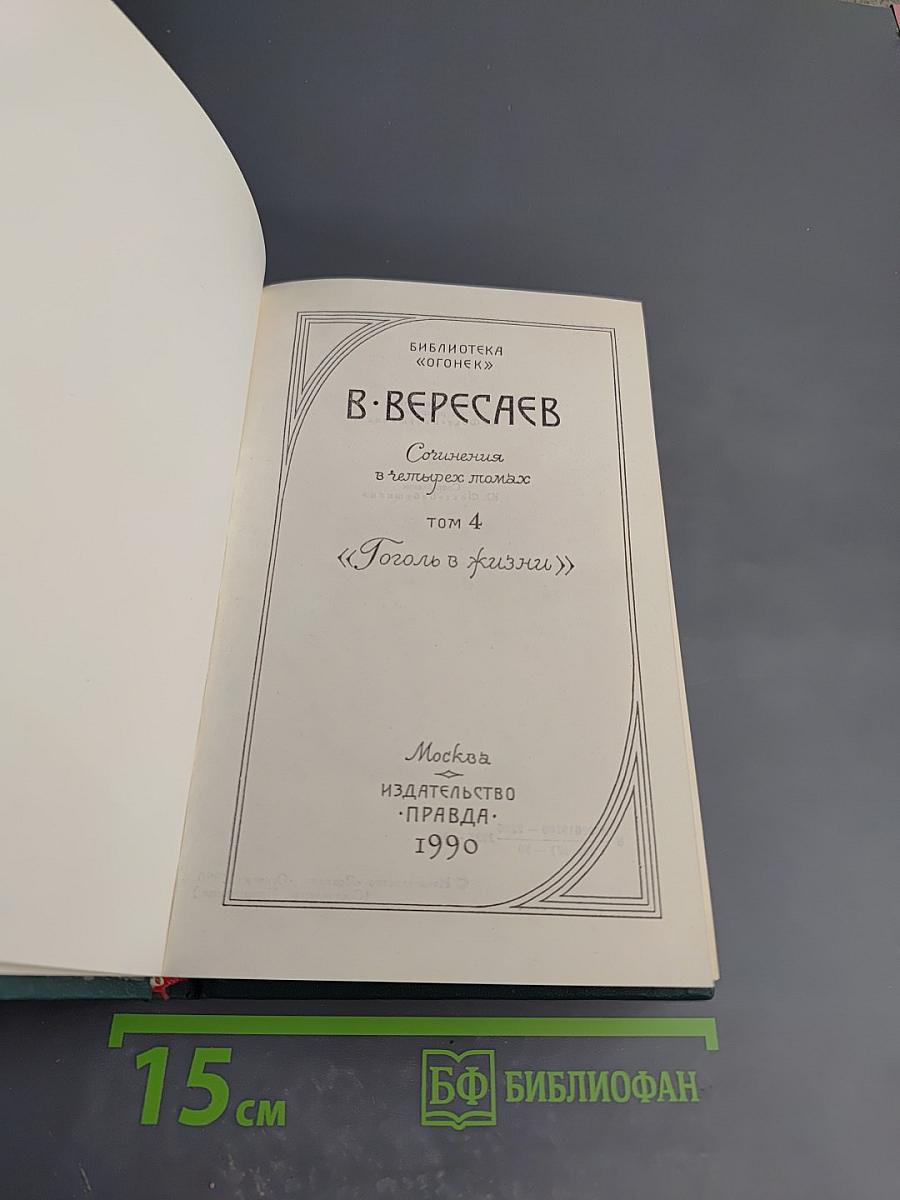 БИБЛИОТЕКА
«ОГОНЕК»
В·ВЕРЕСАЕВ
Сочинения
в четырех томах
ТОМ 4
«Гоголь в жизни»
Москва
ИЗДАТЕЛЬСТВО
·ПРАВДА·
1990
15 см
БФ БИБЛИОФАН